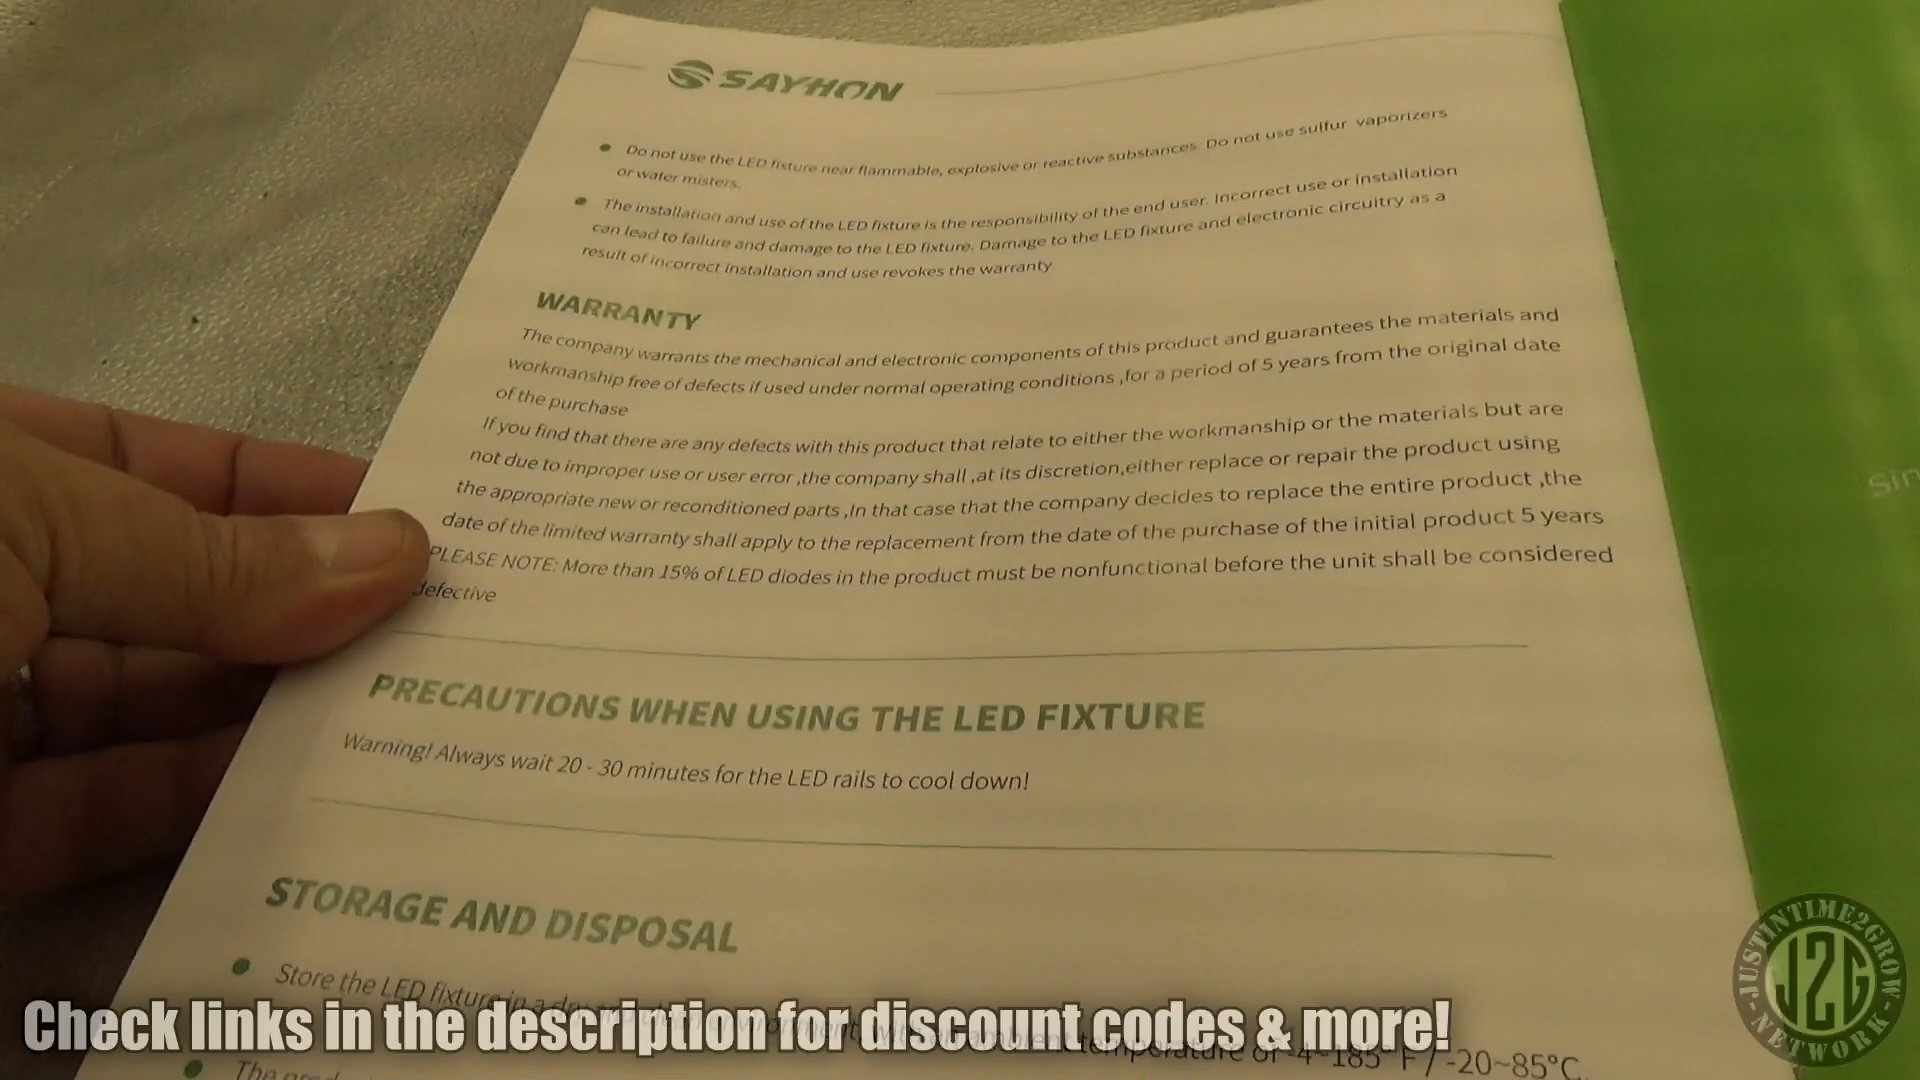 SAYHON
Do not use the LED fixture near flammable, explosive or reactive substances. Do not use sulfur vaporizers
or water misters.
The installation and use of the LED fixture is the responsibility of the end user. Incorrect use or installation
can lead to failure and damage to the LED fixture. Damage to the LED fixture and electronic circuitry as a
result of incorrect installation and use revokes the warranty
WARRANTY
The company warrants the mechanical and electronic components of this product and guarantees the materials and
workmanship free of defects if used under normal operating conditions ,for a period of 5 years from the original date
of the purchase
If you find that there are any defects with this product that relate to either the workmanship or the materials but are
not due to improper use or user error ,the company shall ,at its discretion,either replace or repair the product using
the appropriate new or reconditioned parts ,In that case that the company decides to replace the entire product ,the
date of the limited warranty shall apply to the replacement from the date of the purchase of the initial product 5 years
PLEASE NOTE: More than 15% of LED diodes in the product must be nonfunctional before the unit shall be considered
defective
PRECAUTIONS WHEN USING THE LED FIXTURE
Warning! Always wait 20 - 30 minutes for the LED rails to cool down!
STORAGE AND DISPOSAL
Store the LED fixture in a dry and clean environment, with an ambient temperature of -4~185° F / -20~85°C.
The
Check links in the description for discount codes & more!
JUSTINTIME2GROW
J2G
NETWORK